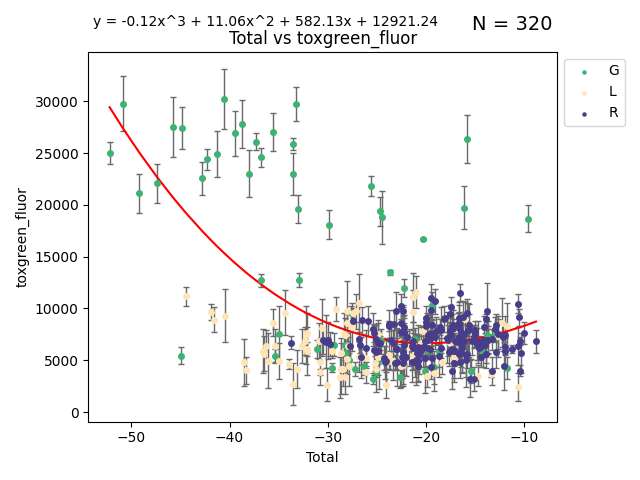 y = -0.12x^3 + 11.06x^2 + 582.13x + 12921.24
N = 320
Total vs toxgreen_fluor
G
L
R
toxgreen_fluor
30000
25000
20000
15000
10000
5000
0
−50
−40
−30
−20
−10
Total